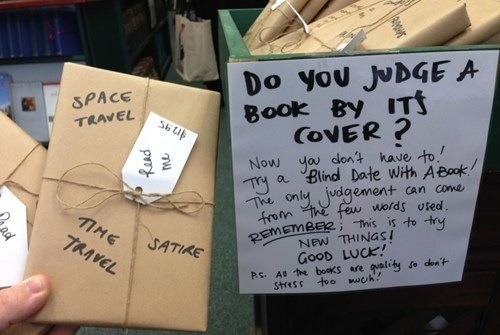 SPACE
TRAVEL
Read
me
TIME
TRAVEL
SATIRE
Read
DO YOU JUDGE A
BOOK BY ITS
COVER?
Now you don't have to!
Try a Blind Date With A Book!
The only judgement can come
from the few words used.
REMEMBER; this is to try
NEW THINGS!
GOOD LUCK!
P.S. All the books are quality so don't
stress too much!